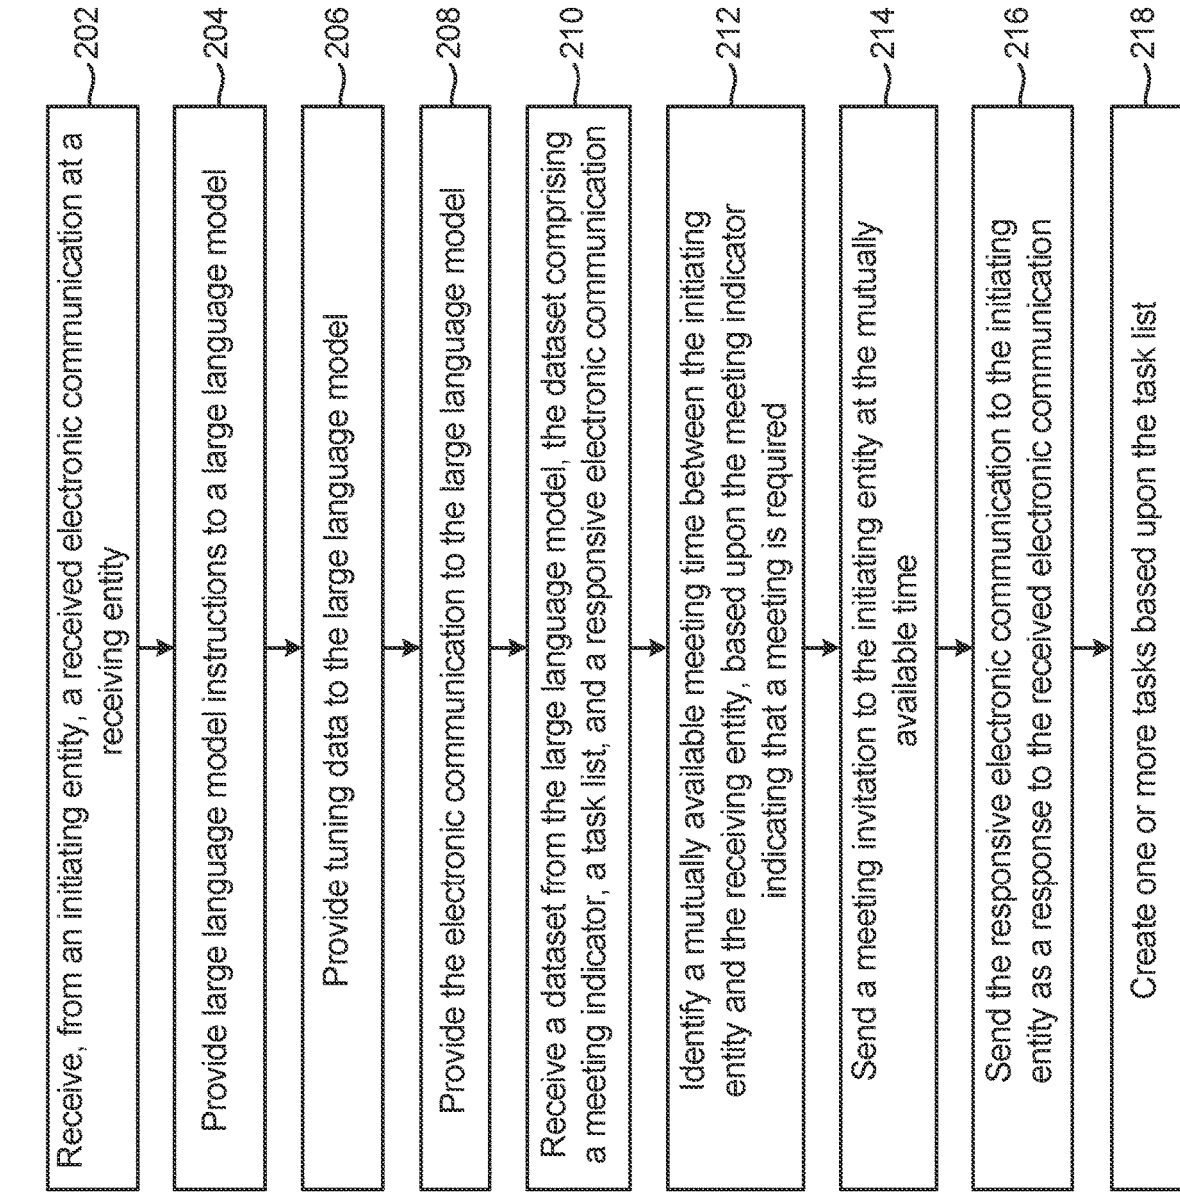 Receive, from an initiating entity, a received electronic communication at a
receiving entity
202
Provide large language model instructions to a large language model
204
Provide tuning data to the large language model
206
Provide the electronic communication to the large language model
208
Receive a dataset from the large language model, the dataset comprising
a meeting indicator, a task list, and a responsive electronic communication
210
Identify a mutually available meeting time between the initiating
entity and the receiving entity, based upon the meeting indicator
indicating that a meeting is required
212
Send a meeting invitation to the initiating entity at the mutually
available time
214
Send the responsive electronic communication to the initiating
entity as a response to the received electronic communication
216
Create one or more tasks based upon the task list
218